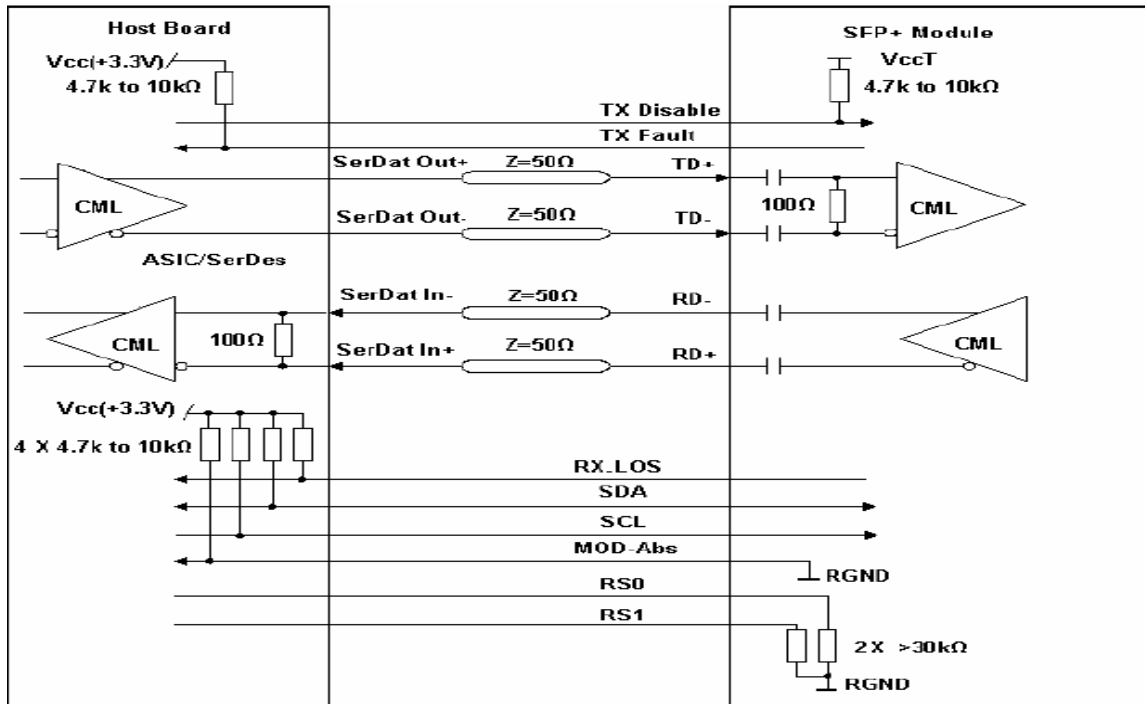 Host Board
SFP+ Module
Vcc(+3.3V)
4.7k to 10kΩ
VccT
4.7k to 10kΩ
TX Disable
TX Fault
SerDat Out+
Z=50Ω
TD+
CML
100Ω
CML
SerDat Out-
Z=50Ω
TD-
ASIC/SerDes
SerDat In-
Z=50Ω
RD-
100Ω
CML
SerDat In+
Z=50Ω
RD+
CML
Vcc(+3.3V)
4 X 4.7k to 10kΩ
RX-LOS
SDA
SCL
MOD-Abs
RGND
RS0
RS1
2X >30kΩ
RGND